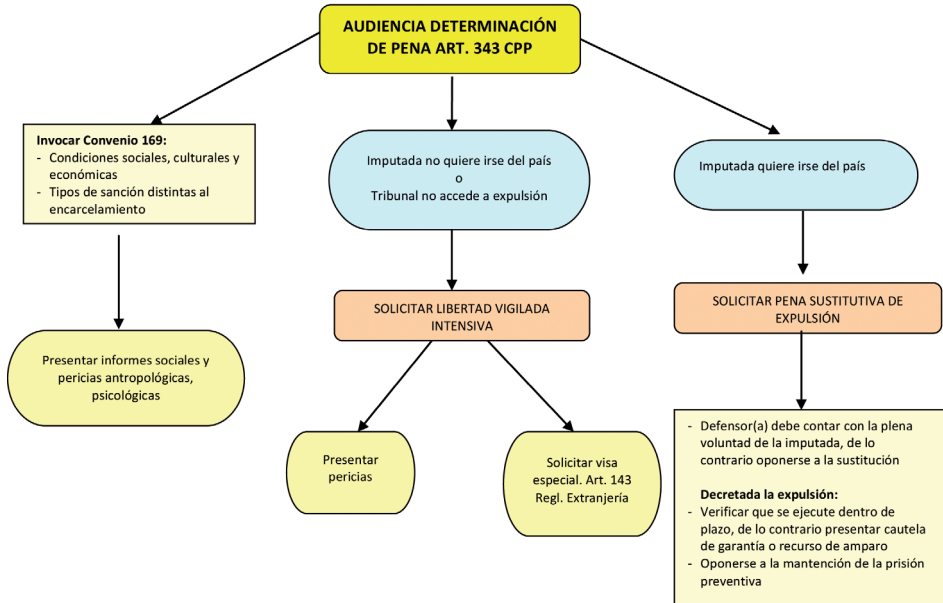 AUDIENCIA DETERMINACIÓN
DE PENA ART. 343 CPP
Invocar Convenio 169:
- Condiciones sociales, culturales y
económicas
- Tipos de sanción distintas al
encarcelamiento
Presentar informes sociales y
pericias antropológicas,
psicológicas
Imputada no quiere irse del país
o
Tribunal no accede a expulsión
SOLICITAR LIBERTAD VIGILADA
INTENSIVA
Presentar
pericias
Solicitar visa
especial. Art. 143
Regl. Extranjería
Imputada quiere irse del país
SOLICITAR PENA SUSTITUTIVA DE
EXPULSIÓN
- Defensor(a) debe contar con la plena
voluntad de la imputada, de lo
contrario oponerse a la sustitución
Decretada la expulsión:
- Verificar que se ejecute dentro de
plazo, de lo contrario presentar cautela
de garantía o recurso de amparo
- Oponerse a la mantención de la prisión
preventiva